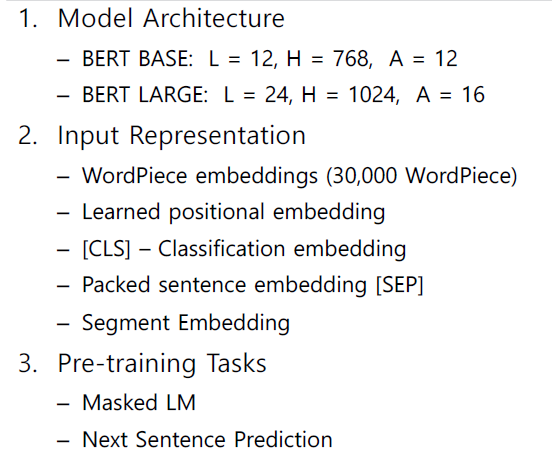 1. Model Architecture
– BERT BASE: L = 12, H = 768, A = 12
– BERT LARGE: L = 24, H = 1024, A = 16
2. Input Representation
– WordPiece embeddings (30,000 WordPiece)
– Learned positional embedding
– [CLS] – Classification embedding
– Packed sentence embedding [SEP]
– Segment Embedding
3. Pre-training Tasks
– Masked LM
– Next Sentence Prediction